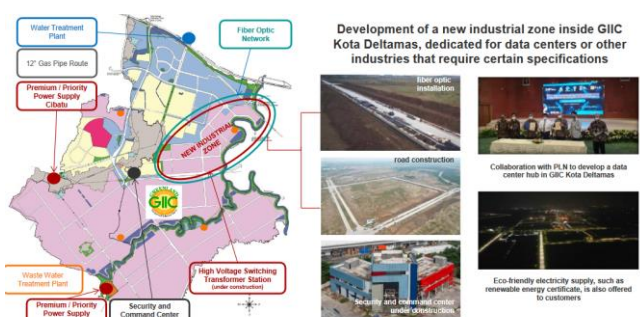 Water Treatment
Plant
Fiber Optic
Network
12" Gas Pipe Route
Premium / Priority
Power Supply
Cibatu
NEW INDUSTRIAL
ZONE
GREENLAND
GIIC
Waste Water
Treatment Plant
Premium / Priority
Power Supply
Security and
Command Center
High Voltage Switching
Transformer Station
(under construction)
Development of a new industrial zone inside GIIC
Kota Deltamas, dedicated for data centers or other
industries that require certain specifications
fiber optic
installation
road construction
Security and command center
under construction
Collaboration with PLN to develop a data
center hub in GIIC Kota Deltamas
Eco-friendly electricity supply, such as
renewable energy certificate, is also offered
to customers